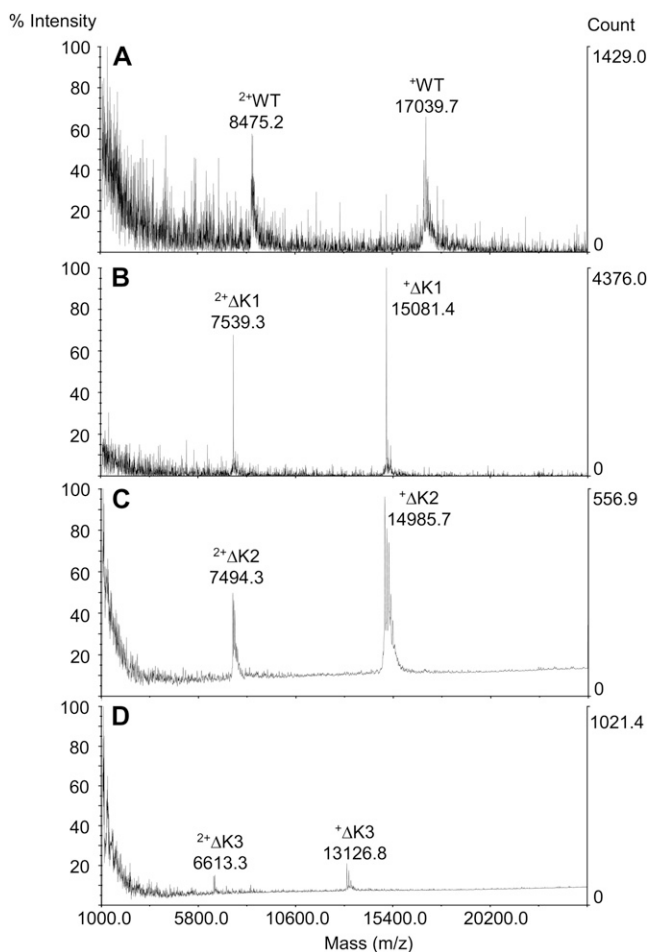 % Intensity Count
100 A 1429.0
²⁺WT ⁺WT
8475.2 17039.7
80
60
40
20
0
100 B 4376.0
²⁺ΔK1 ⁺ΔK1
7539.3 15081.4
80
60
40
20
0
100 C 556.9
⁺ΔK2
14985.7
80
²⁺ΔK2
7494.3
60
40
20
0
100 D 1021.4
80
60
40
²⁺ΔK3 ⁺ΔK3
6613.3 13126.8
20
0
1000.0 5800.0 10600.0 15400.0 20200.0
Mass (m/z)